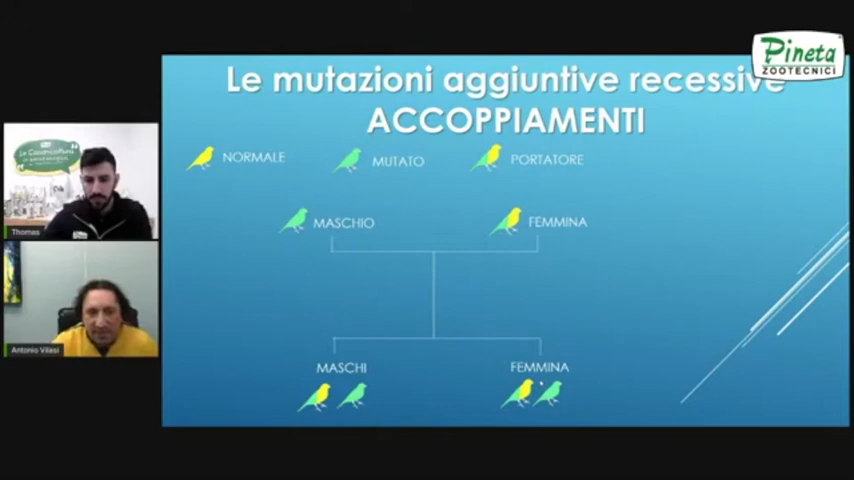 Pineta
ZOOTECNICI
Le mutazioni aggiuntive recessive
ACCOPPIAMENTI
NORMALE
MUTATO
PORTATORE
MASCHIO
FEMMINA
MASCHI
FEMMINA
Thomas
Antonio Vilasi